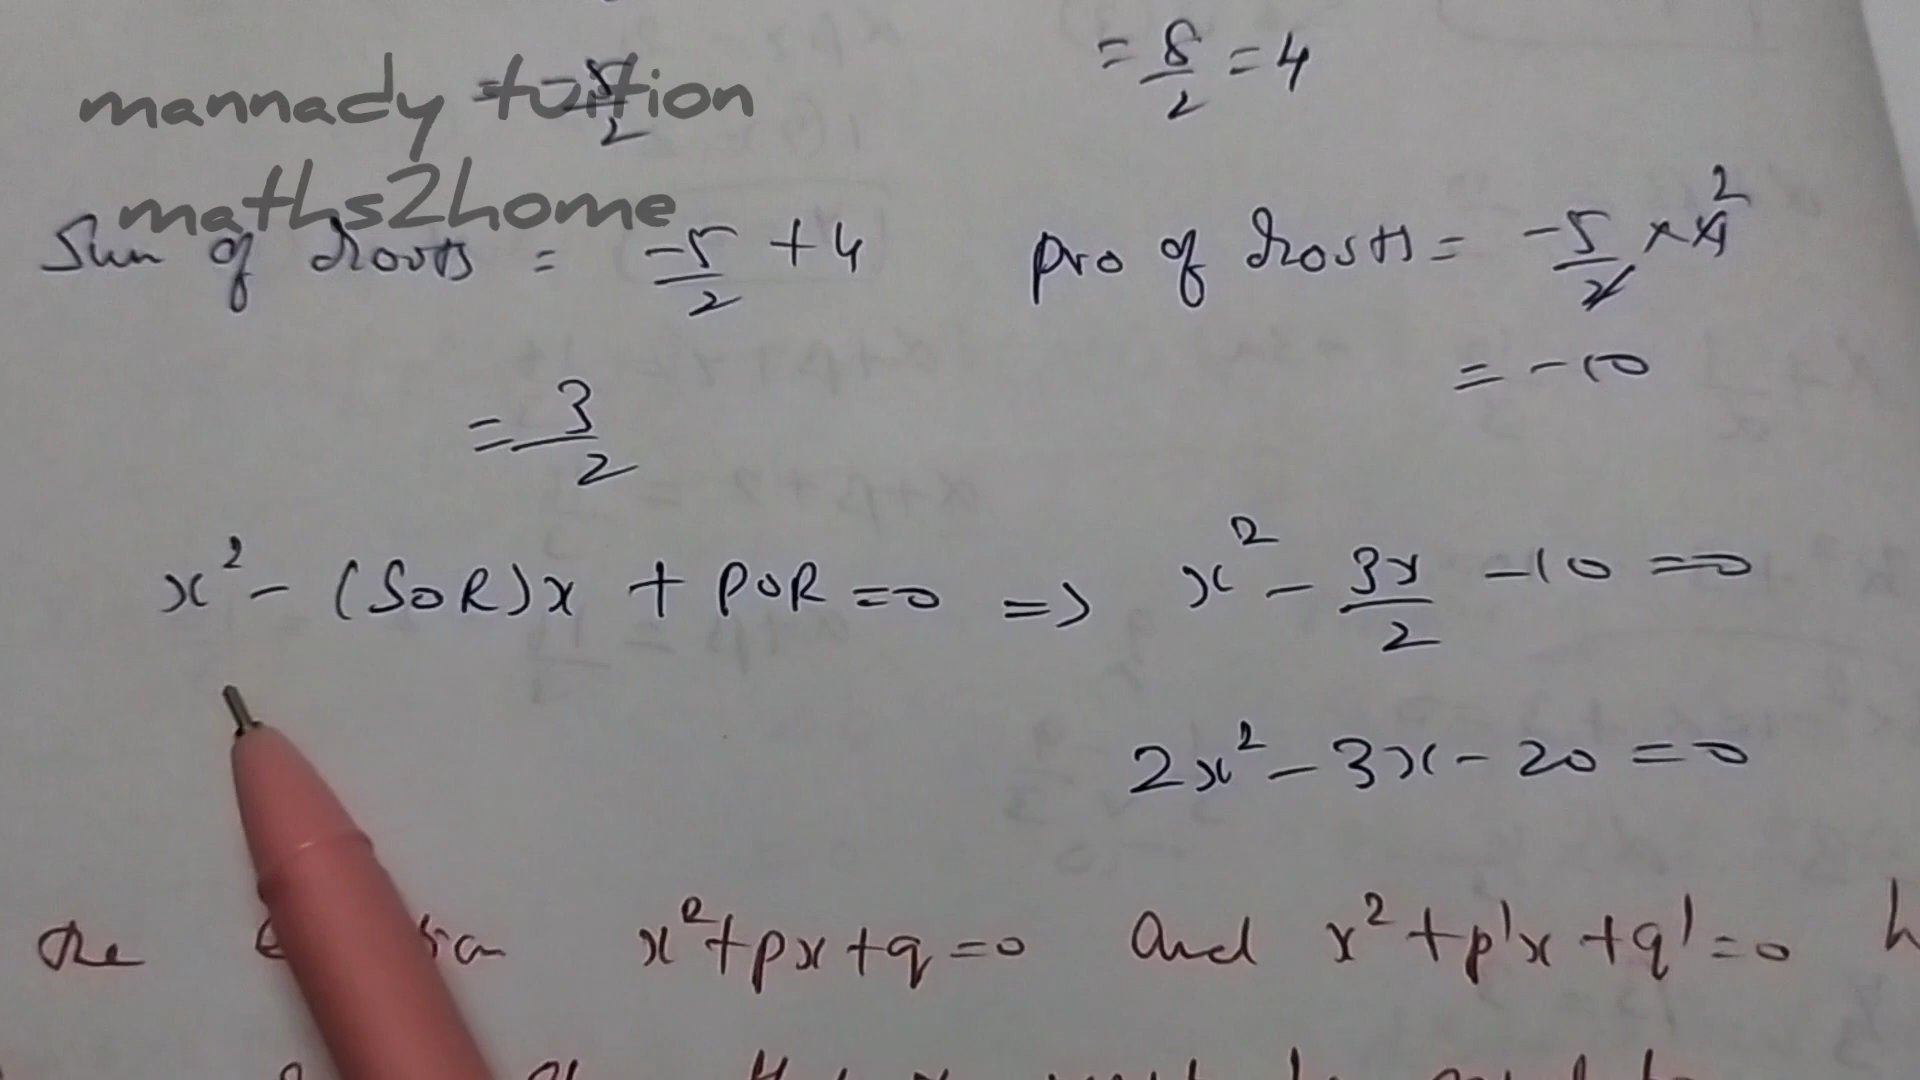 = 8/2 = 4
mannady tuition
maths2home
Sum of roots = -5/2 + 4
pro of roots = -5/2 × 4 2
= -10
= 3/2
x² - (SOR)x + POR = 0 => x² - 3x/2 - 10 = 0
2x² - 3x - 20 = 0
the x² + px + q = 0 and x² + p'x + q' = 0